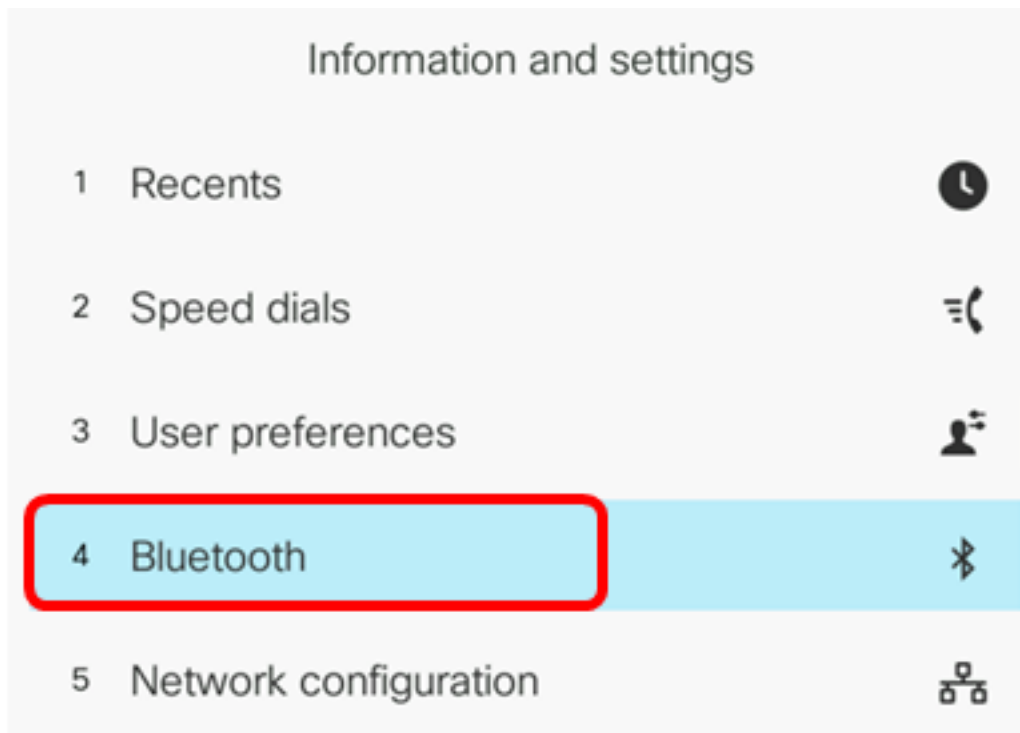 Information and settings
1 Recents
2 Speed dials
3 User preferences
4 Bluetooth
5 Network configuration